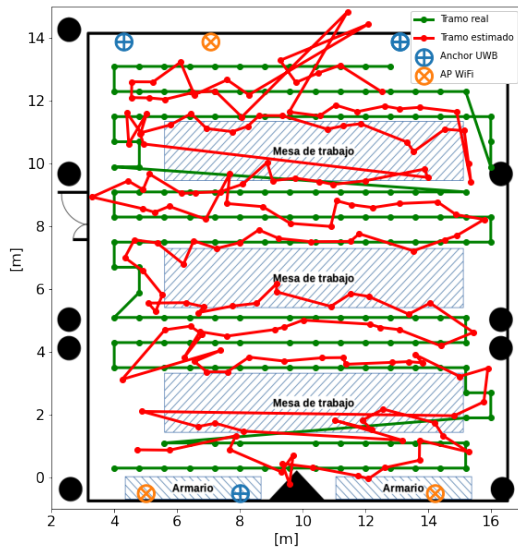 Tramo real
Tramo estimado
Anchor UWB
AP WiFi
14
12
10
8
6
4
2
0
[m]
Mesa de trabajo
Mesa de trabajo
Mesa de trabajo
Armario
Armario
2
4
6
8
10
12
14
16
[m]